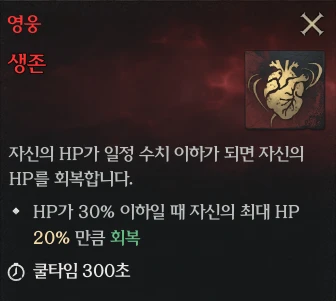 영웅
생존
자신의 HP가 일정 수치 이하가 되면 자신의
HP를 회복합니다.
HP가 30% 이하일 때 자신의 최대 HP
20% 만큼 회복
쿨타임 300초